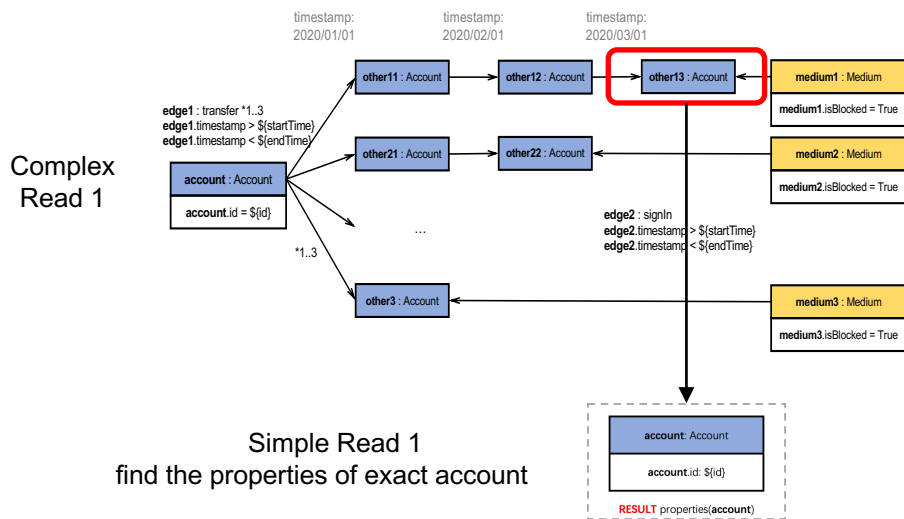 timestamp:
2020/01/01
timestamp:
2020/02/01
timestamp:
2020/03/01
other11 : Account
other12 : Account
other13 : Account
medium1 : Medium
medium1.isBlocked = True
edge1 : transfer *1..3
edge1.timestamp > ${startTime}
edge1.timestamp < ${endTime}
other21 : Account
other22 : Account
medium2 : Medium
medium2.isBlocked = True
Complex
Read 1
account : Account
account.id = ${id}
edge2 : signIn
edge2.timestamp > ${startTime}
edge2.timestamp < ${endTime}
...
*1..3
other3 : Account
medium3 : Medium
medium3.isBlocked = True
Simple Read 1
find the properties of exact account
account: Account
account.id: ${id}
RESULT properties(account)